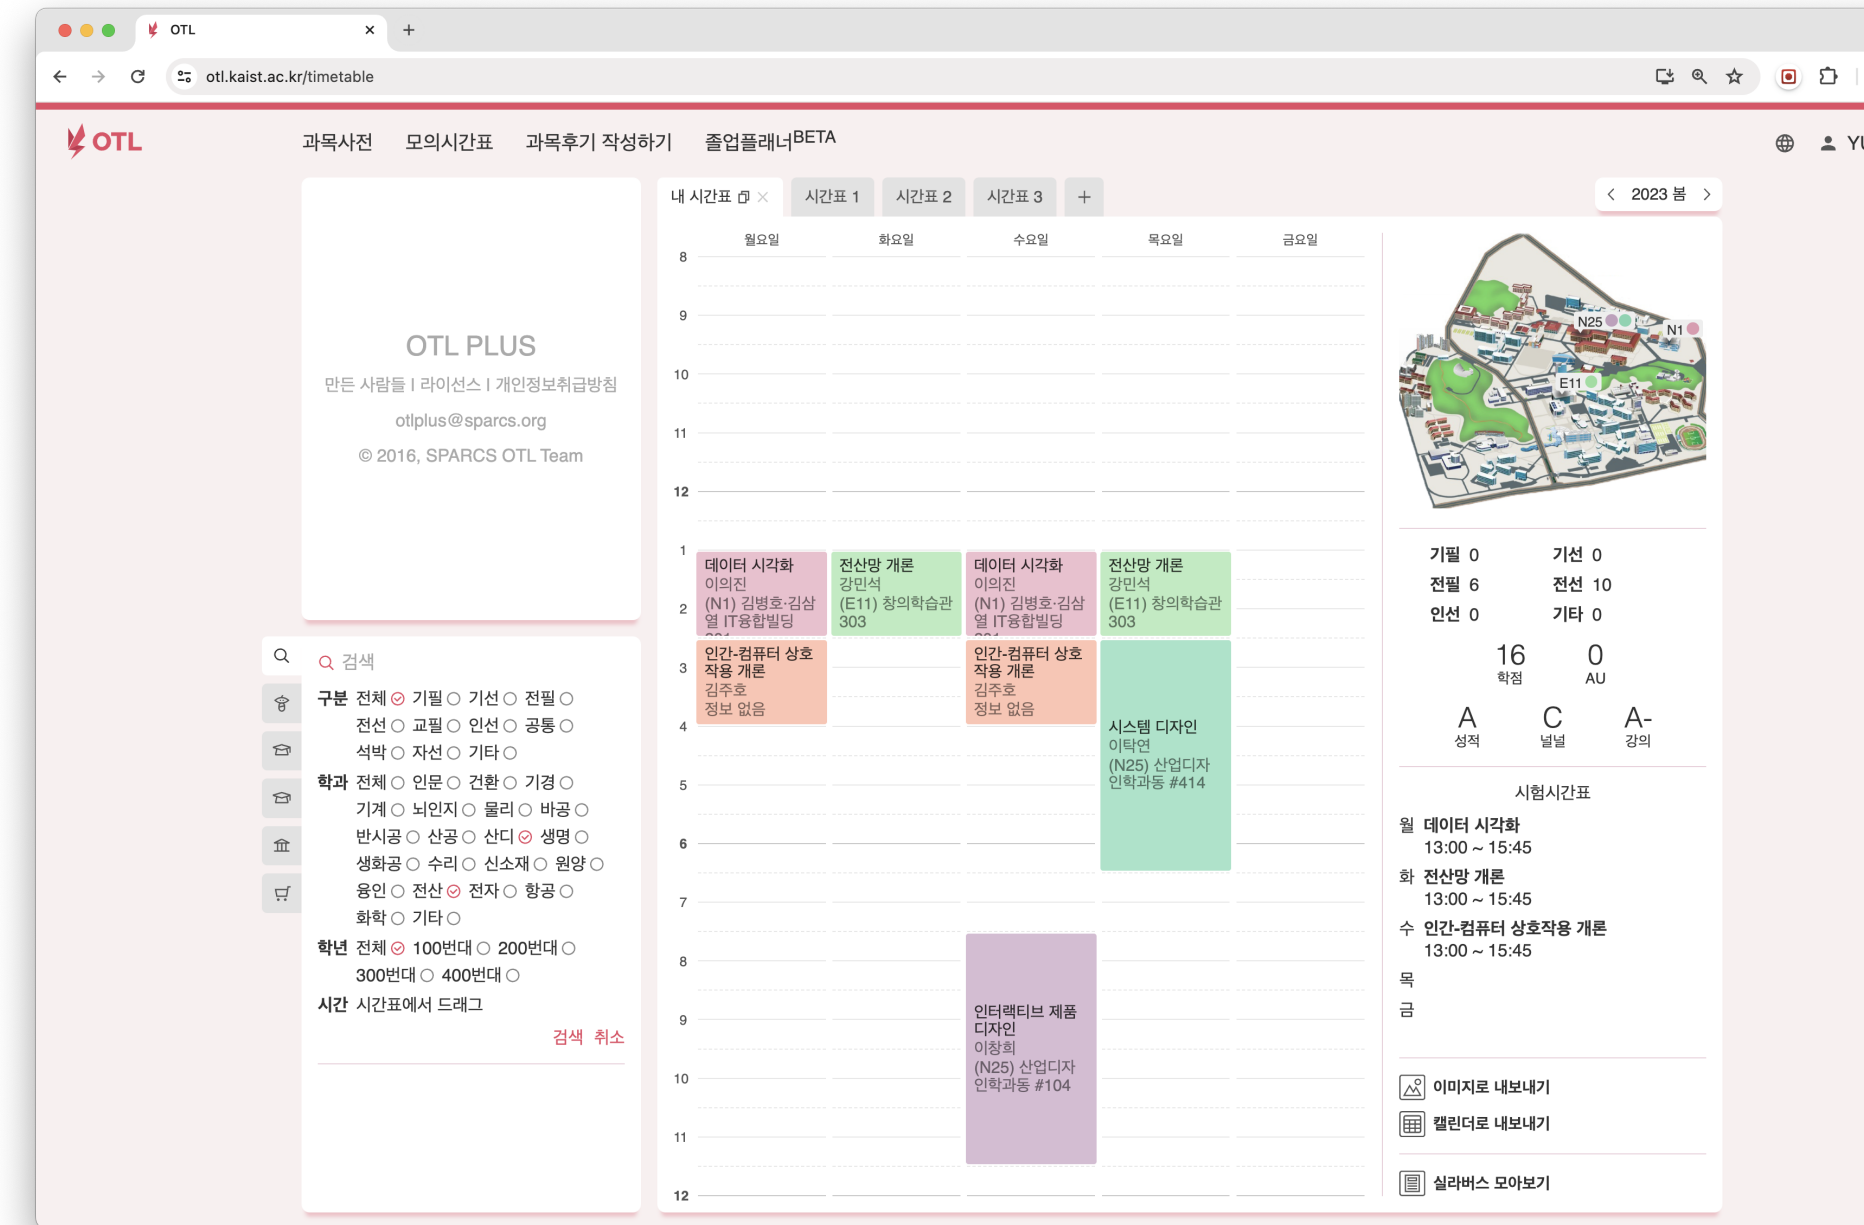 OTL
otl.kaist.ac.kr/timetable
OTL
과목사전 모의시간표 과목후기 작성하기 졸업플래너BETA
내 시간표 시간표 1 시간표 2 시간표 3
2023 봄
OTL PLUS
만든 사람들 | 라이선스 | 개인정보취급방침
otlplus@sparcs.org
© 2016, SPARCS OTL Team
검색
구분 전체 기필 기선 전필
전선 교필 인선 공통
석박 자선 기타
학과 전체 인문 건환 기경
기계 뇌인지 물리 바공
반시공 산공 산디 생명
생화공 수리 신소재 원양
융인 전산 전자 항공
화학 기타
학년 전체 100번대 200번대
300번대 400번대
시간 시간표에서 드래그
검색 취소
월요일 화요일 수요일 목요일 금요일
8
9
10
11
12
1
2
3
4
5
6
7
8
9
10
11
12
데이터 시각화
이의진
(N1) 김병호·김삼
열 IT융합빌딩
인간-컴퓨터 상호
작용 개론
김주호
정보 없음
전산망 개론
강민석
(E11) 창의학습관
303
데이터 시각화
이의진
(N1) 김병호·김삼
열 IT융합빌딩
인간-컴퓨터 상호
작용 개론
김주호
정보 없음
인터랙티브 제품
디자인
이창희
(N25) 산업디자
인학과동 #104
전산망 개론
강민석
(E11) 창의학습관
303
시스템 디자인
이탁연
(N25) 산업디자
인학과동 #414
N25
N1
E11
기필 0 기선 0
전필 6 전선 10
인선 0 기타 0
16 0
학점 AU
A C A-
성적 널널 강의
시험시간표
월 데이터 시각화
13:00 ~ 15:45
화 전산망 개론
13:00 ~ 15:45
수 인간-컴퓨터 상호작용 개론
13:00 ~ 15:45
목
금
이미지로 내보내기
캘린더로 내보내기
실라버스 모아보기